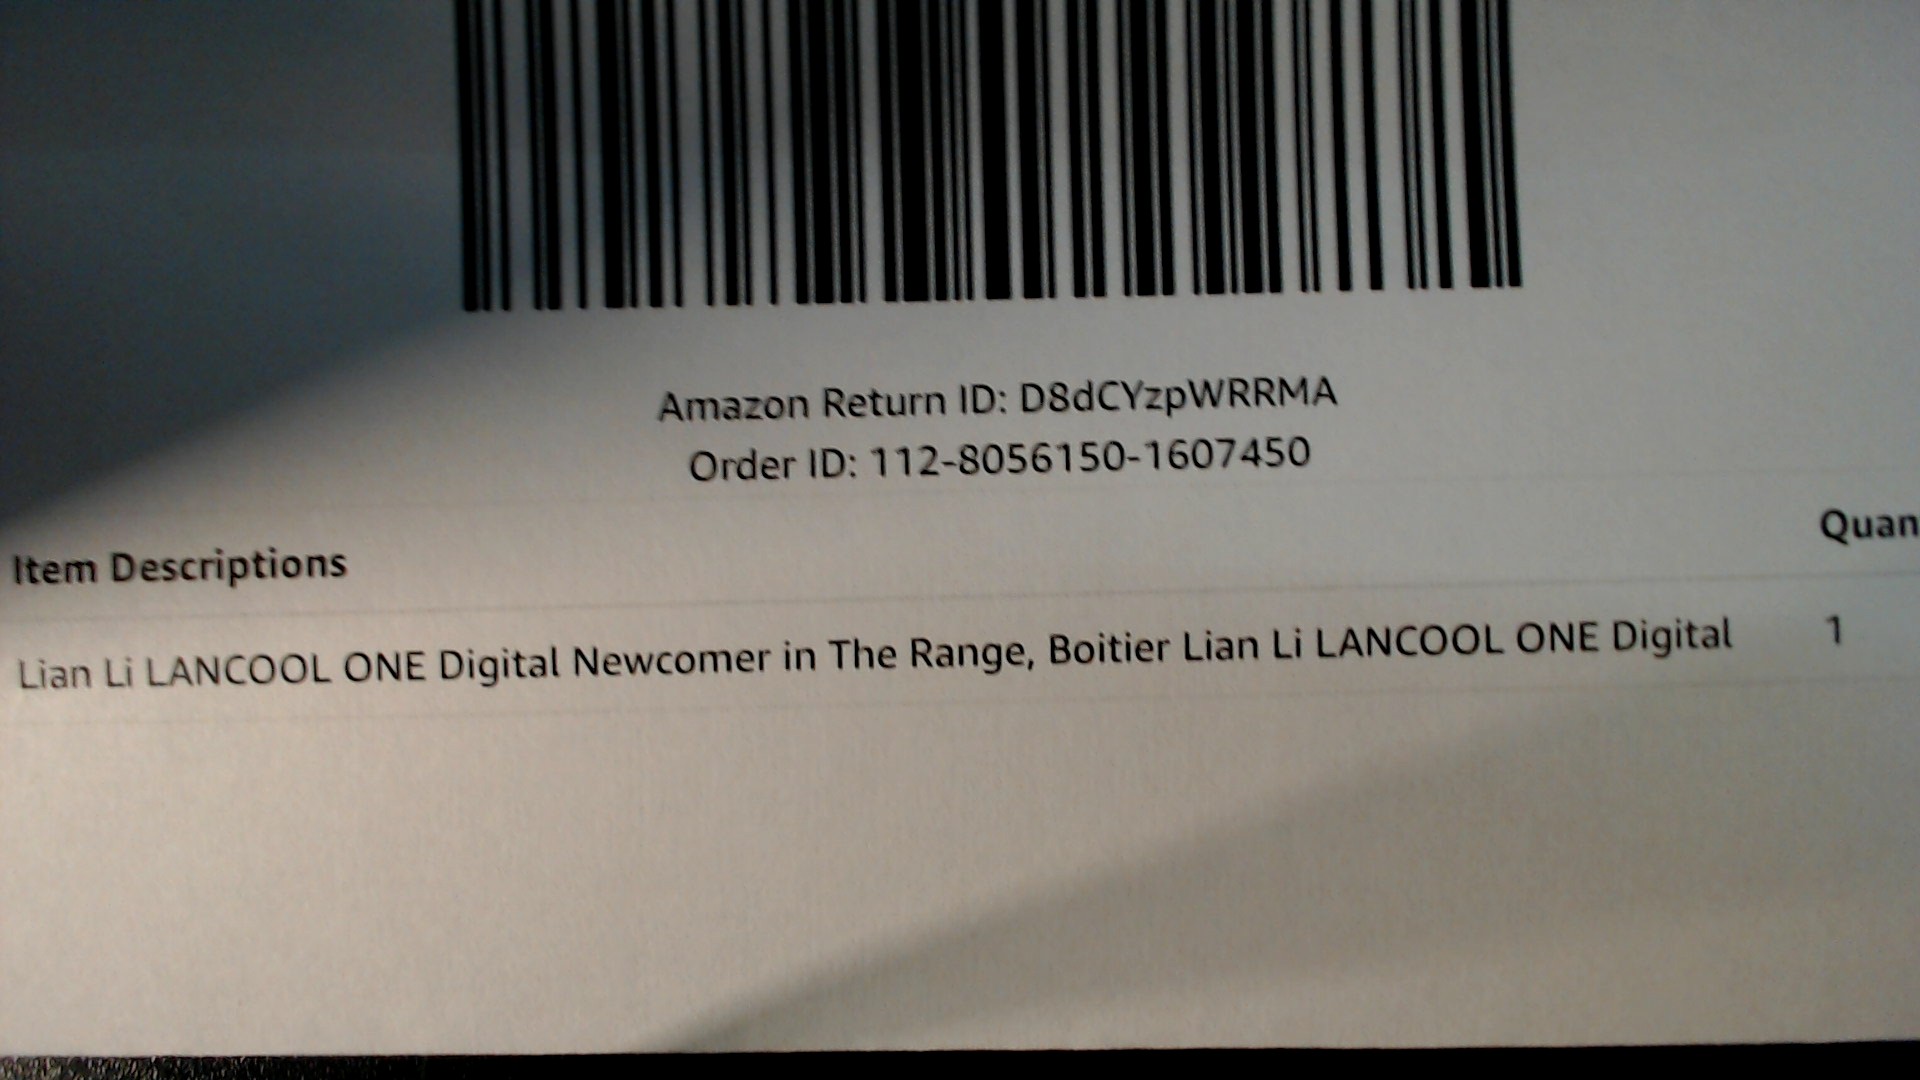 Amazon Return ID: D8dCYzpWRRMA
Order ID: 112-8056150-1607450
Item Descriptions
Quan
Lian Li LANCOOL ONE Digital Newcomer in The Range, Boitier Lian Li LANCOOL ONE Digital
1